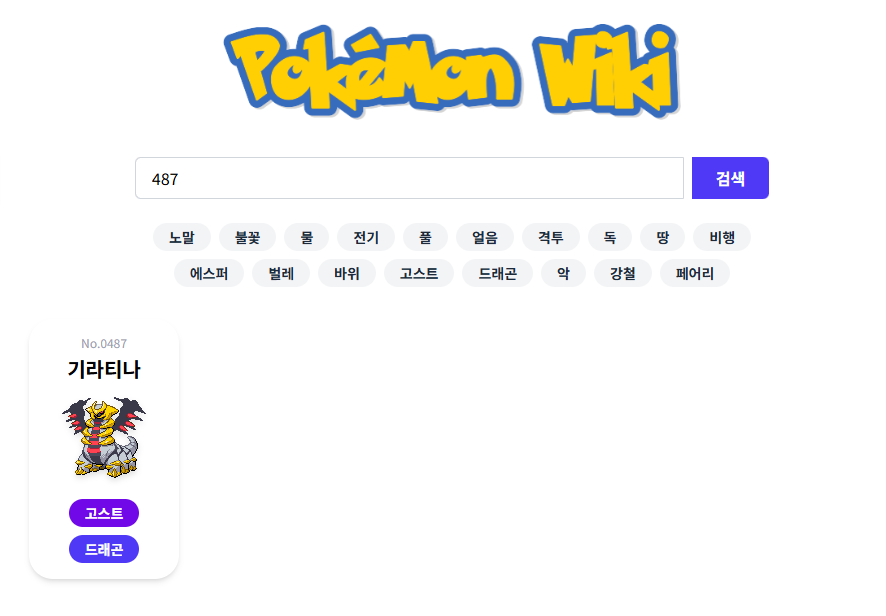 Pokémon Wiki
487
검색
노말 불꽃 물 전기 풀 얼음 격투 독 땅 비행
에스퍼 벌레 바위 고스트 드래곤 악 강철 페어리
No.0487
기라티나
고스트
드래곤